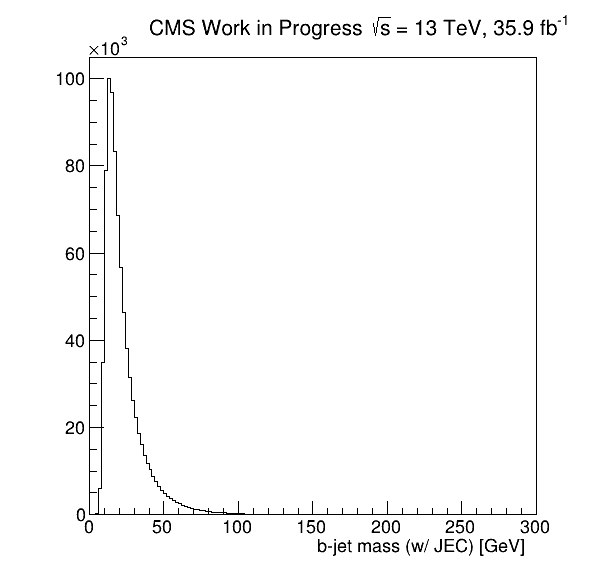 CMS Work in Progress √s = 13 TeV, 35.9 fb⁻¹
×10³
100
80
60
40
20
0
0 50 100 150 200 250 300
b-jet mass (w/ JEC) [GeV]